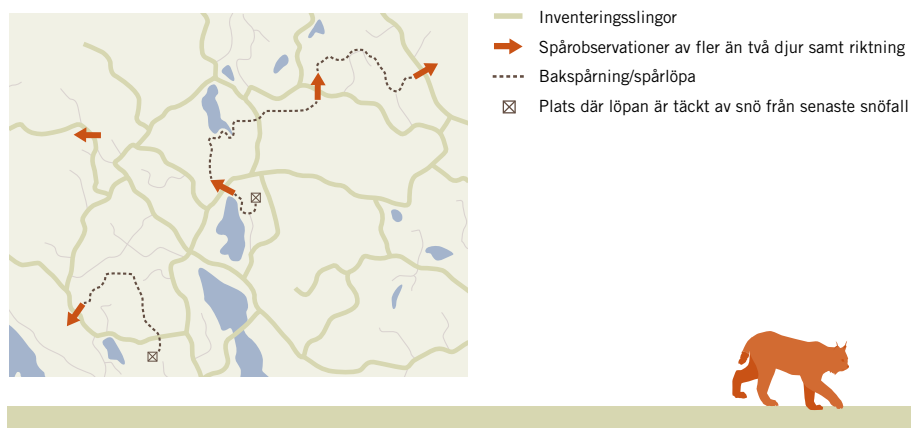 Inventeringsslingor
Spårobservationer av fler än två djur samt riktning
Bakspårning/spårlöpa
Plats där löpan är täckt av snö från senaste snöfall